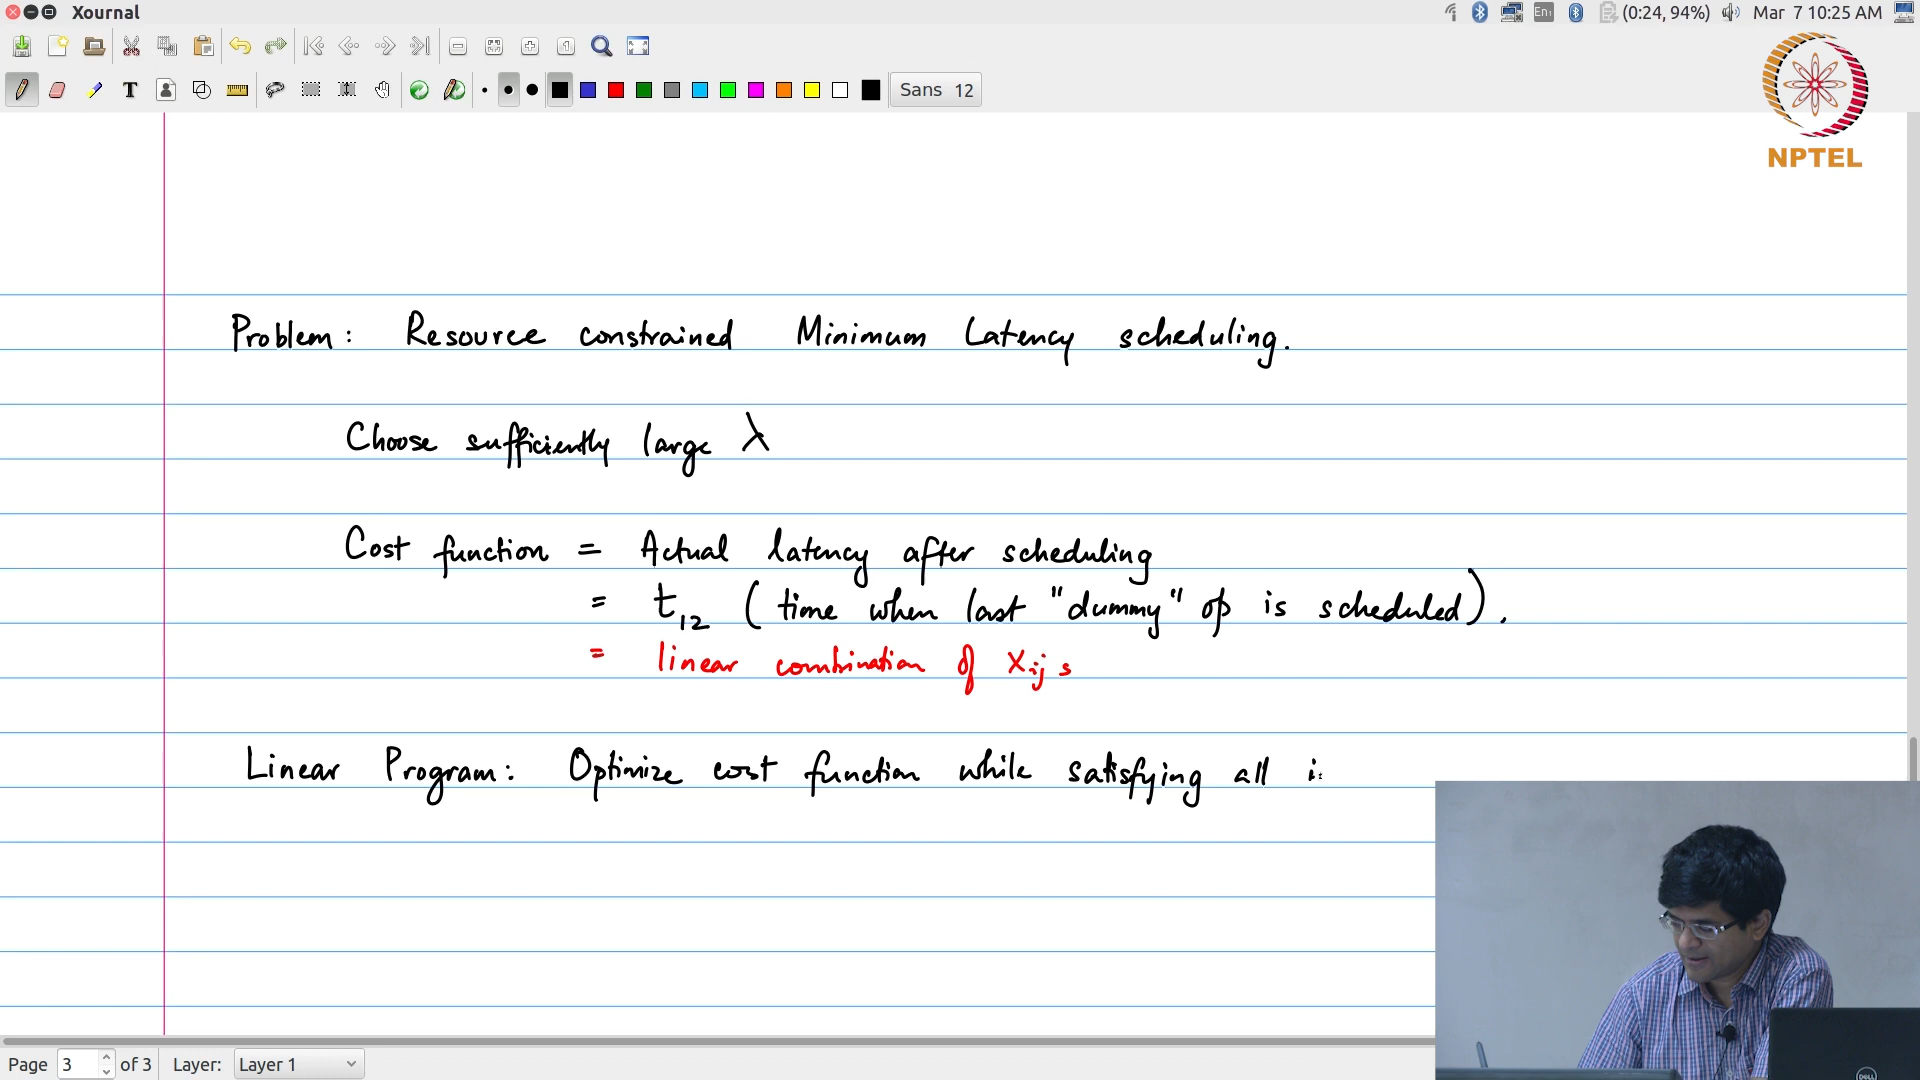 Xournal
En1
(0:24, 94%)
Mar 7 10:25 AM
Sans 12
NPTEL
Problem: Resource constrained Minimum Latency scheduling.
Choose sufficiently large λ
Cost function = Actual latency after scheduling
= t12 (time when last "dummy" op is scheduled).
= linear combination of Xij s
Linear Program: Optimize cost function while satisfying all
Page 3 of 3 Layer: Layer 1
DELL